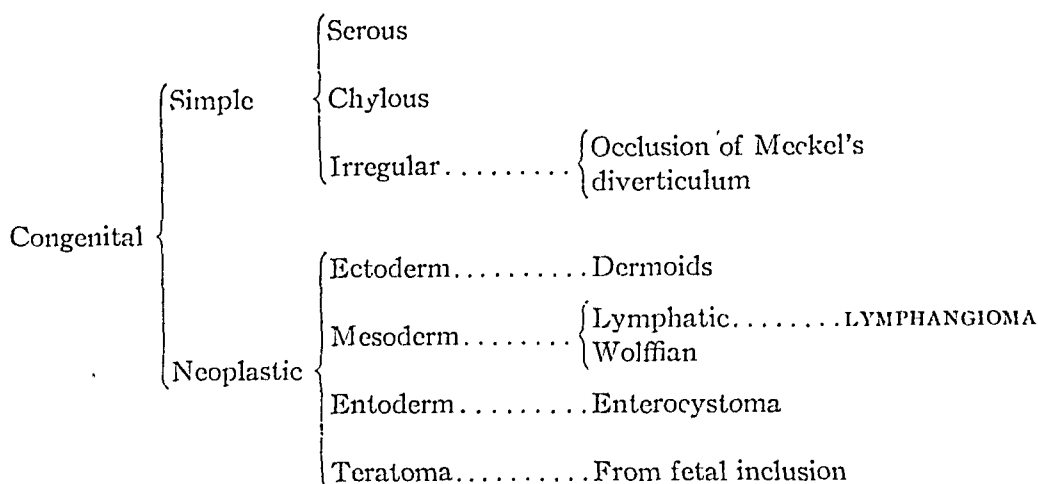 Serous
Simple
Chylous
Irregular.........
Occlusion of Meckel's
diverticulum
Congenital
Ectoderm..........Dermoids
Mesoderm........
Lymphatic........LYMPHANGIOMA
Wolffian
Neoplastic
Entoderm.........Enterocystoma
Teratoma..........From fetal inclusion